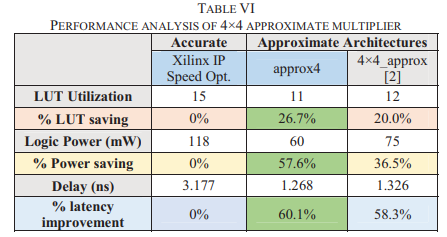 TABLE VI
PERFORMANCE ANALYSIS OF 4×4 APPROXIMATE MULTIPLIER
Accurate Approximate Architectures
Xilinx IP Speed Opt. approx4 4×4_approx [2]
LUT Utilization 15 11 12
% LUT saving 0% 26.7% 20.0%
Logic Power (mW) 118 60 75
% Power saving 0% 57.6% 36.5%
Delay (ns) 3.177 1.268 1.326
% latency improvement 0% 60.1% 58.3%